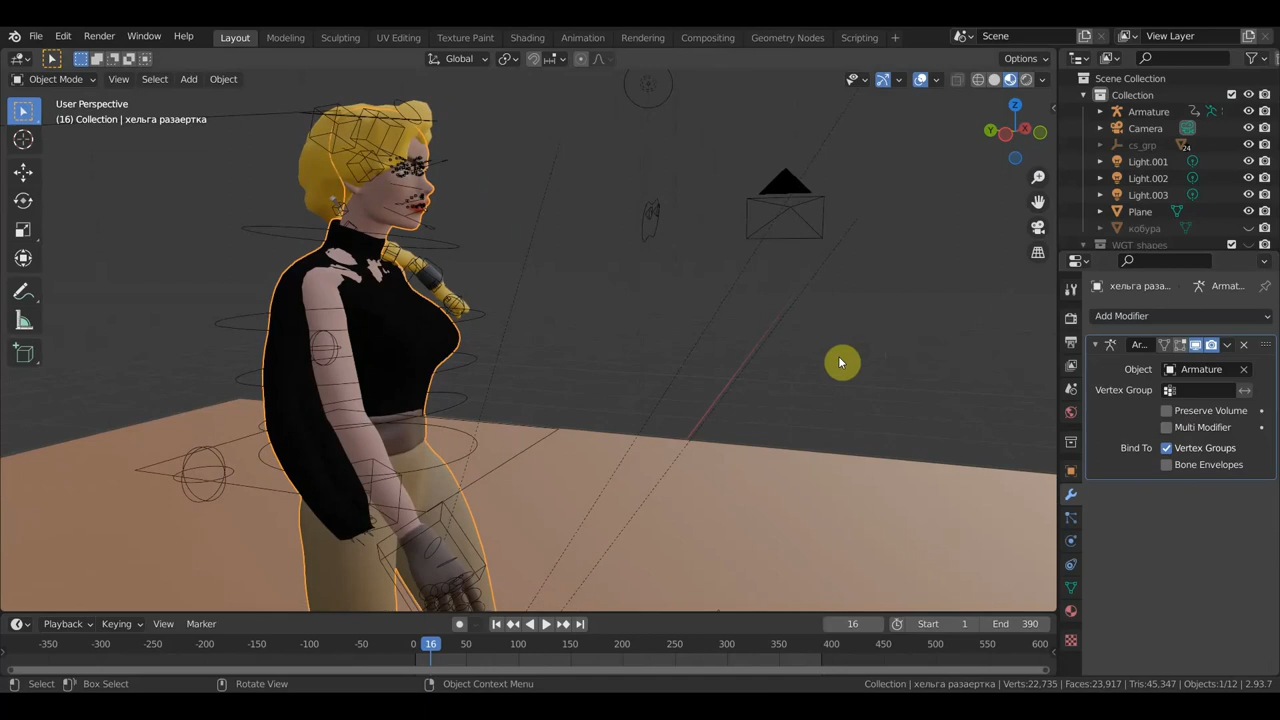 File Edit Render Window Help
Layout Modeling Sculpting UV Editing Texture Paint Shading Animation Rendering Compositing Geometry Nodes Scripting +
Scene View Layer
Global Options
Object Mode View Select Add Object
User Perspective
(16) Collection | хельга разаертка
Z
Y
X
Scene Collection
Collection
Armature
Camera
cs_grp 24
Light.001
Light.002
Light.003
Plane
кобура
WGT_shapes
хельга раза... Armat...
Add Modifier
Ar...
Object Armature
Vertex Group
Preserve Volume
Multi Modifier
Bind To Vertex Groups
Bone Envelopes
Playback Keying View Marker 16 Start 1 End 390
-350 -300 -250 -200 -150 -100 -50 0 16 50 100 150 200 250 300 350 400 450 500 550 600
Select Box Select Rotate View Object Context Menu Collection | хельга разаертка | Verts:22,735 | Faces:23,917 | Tris:45,347 | Objects:1/12 | 2.93.7